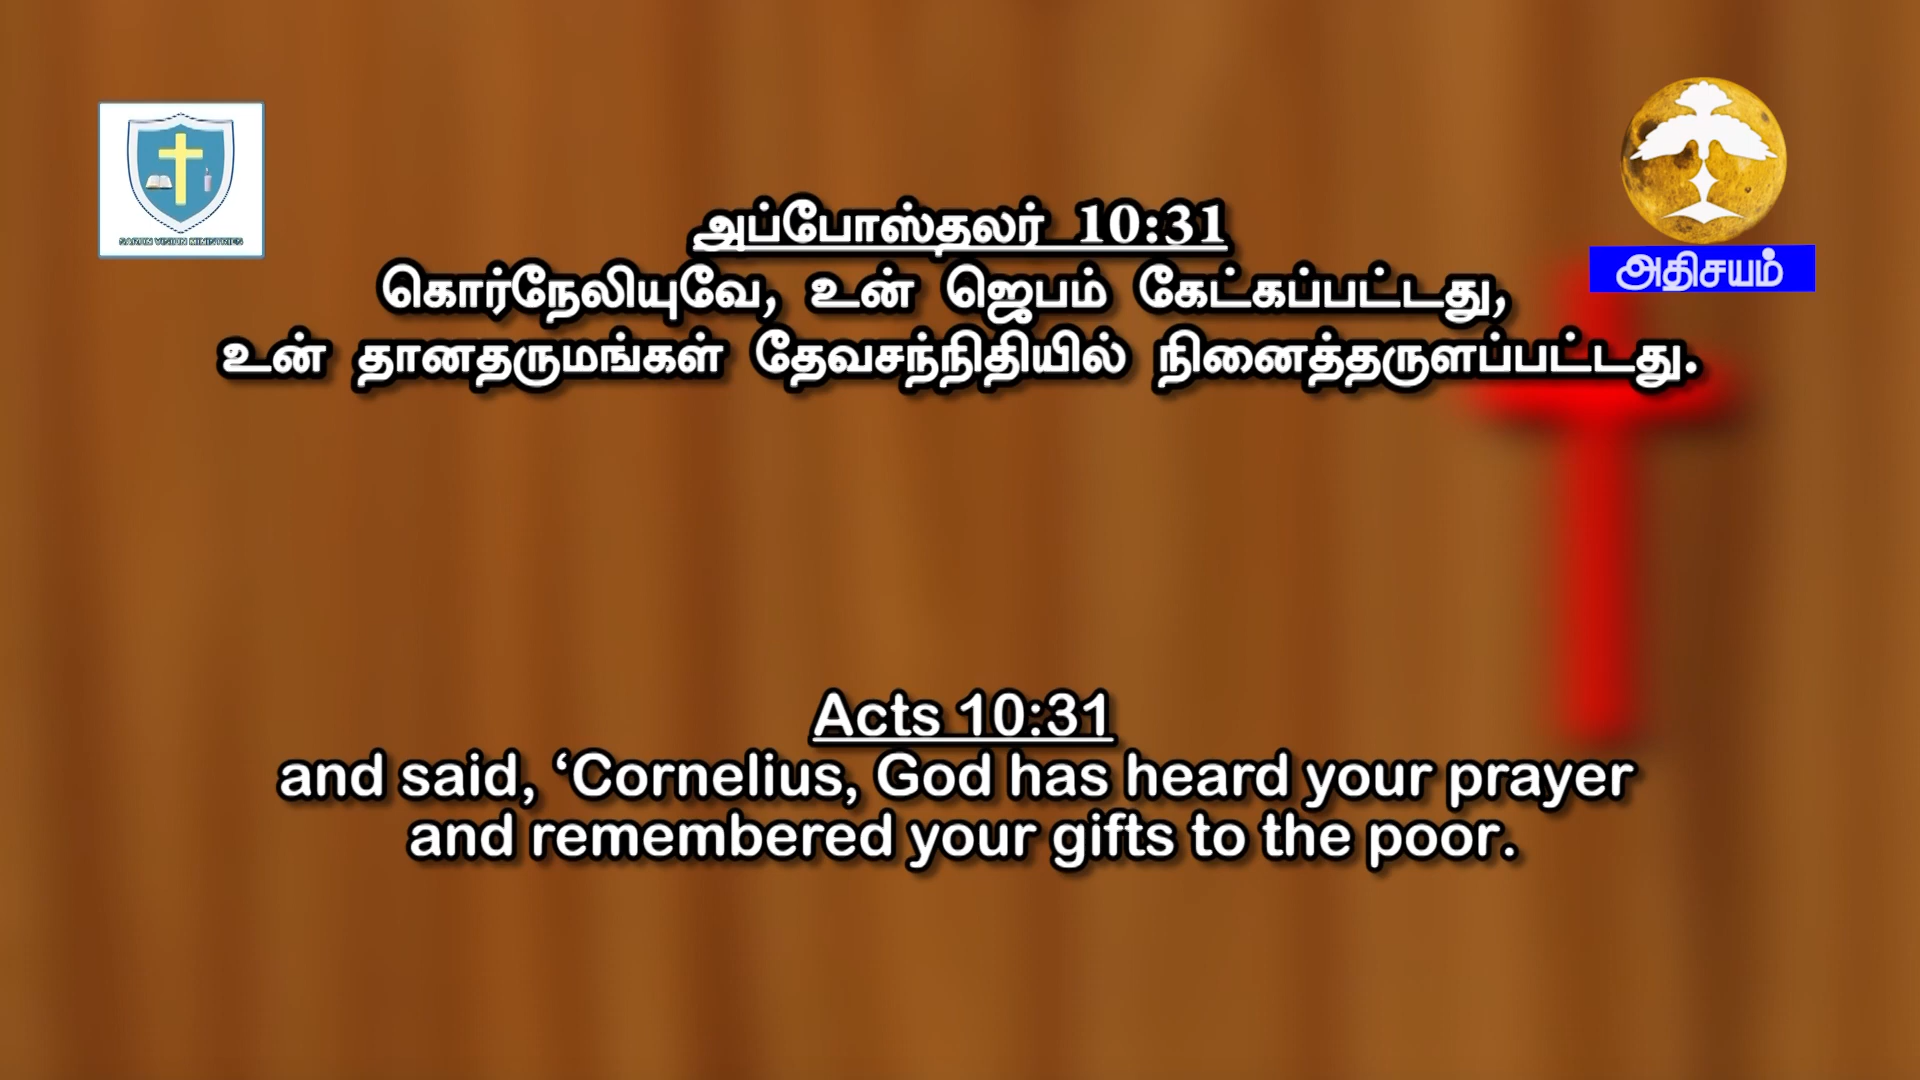 அப்போஸ்தலர் 10:31
கொர்நேலியுவே, உன் ஜெபம் கேட்கப்பட்டது,
உன் தானதருமங்கள் தேவசந்நிதியில் நினைத்தருளப்பட்டது.
அதிசயம்
Acts 10:31
and said, ‘Cornelius, God has heard your prayer
and remembered your gifts to the poor.
VISION MINISTRIES